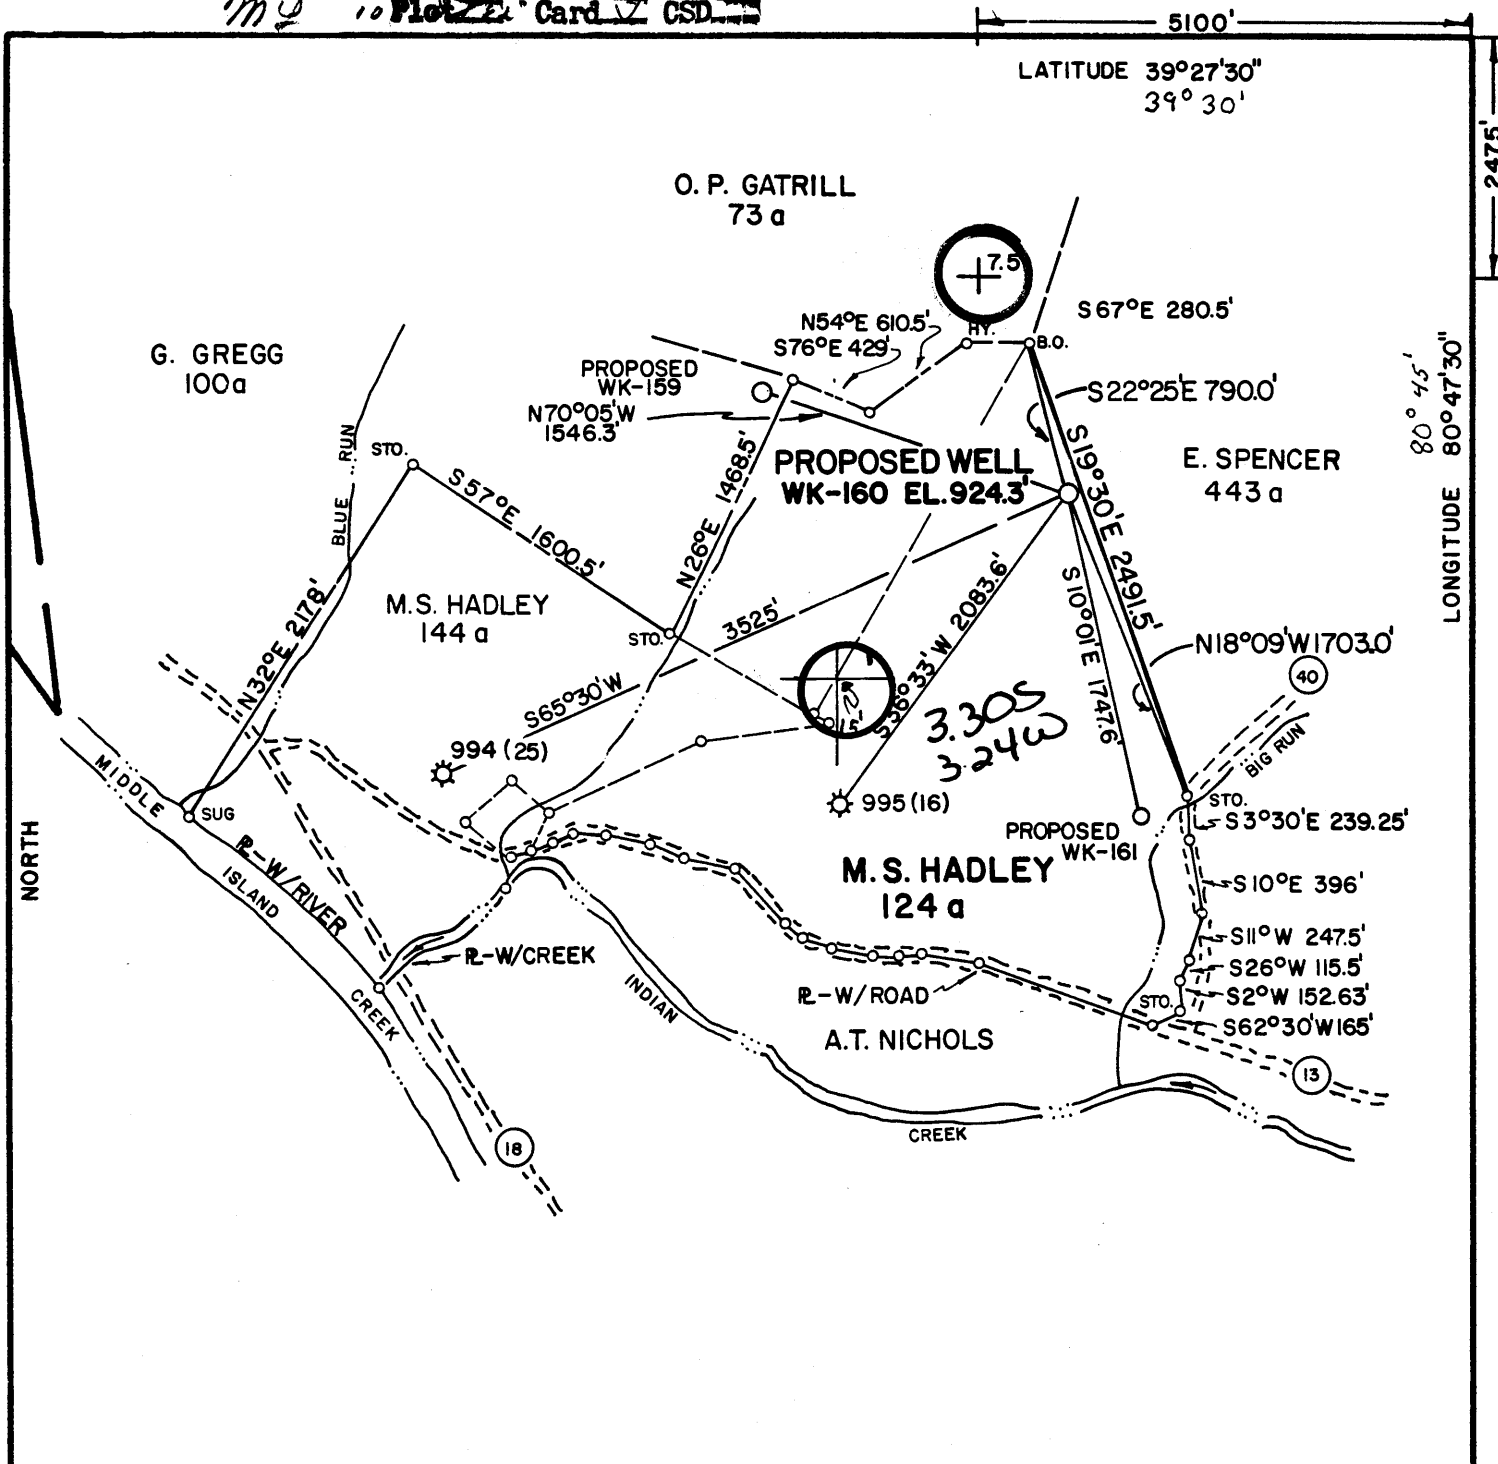 Plot Card CSD
5100'
LATITUDE 39°27'30"
39° 30'
2475'
O. P. GATRILL
73 a
7.5
S 67°E 280.5'
N54°E 610.5'
HY.
B.O.
S76°E 429'
G. GREGG
100a
PROPOSED
WK-159
S22°25'E 790.0'
N70°05'W
1546.3'
80° 45'
LONGITUDE 80°47'30"
BLUE RUN
STO.
S57°E 1600.5'
N26°E 1468.5'
PROPOSED WELL
WK-160 EL.924.3'
S19°30'E 2491.5'
E. SPENCER
443 a
M.S. HADLEY
144 a
N32°E 2178'
STO.
S65°30'W 3525'
S36°33'W 2083.6'
S10°01'E 1747.6'
N18°09'W 1703.0'
40
15'
3.30S
3.24W
994 (25)
995 (16)
BIG RUN
STO.
SUG
MIDDLE ISLAND CREEK
PROPOSED
WK-161
S3°30'E 239.25'
M.S. HADLEY
124 a
S10°E 396'
NORTH
PL-W/RIVER
PL-W/CREEK
S11°W 247.5'
S26°W 115.5'
PL-W/ROAD
STO.
S2°W 152.63'
S62°30'W 165'
INDIAN CREEK
A.T. NICHOLS
13
18